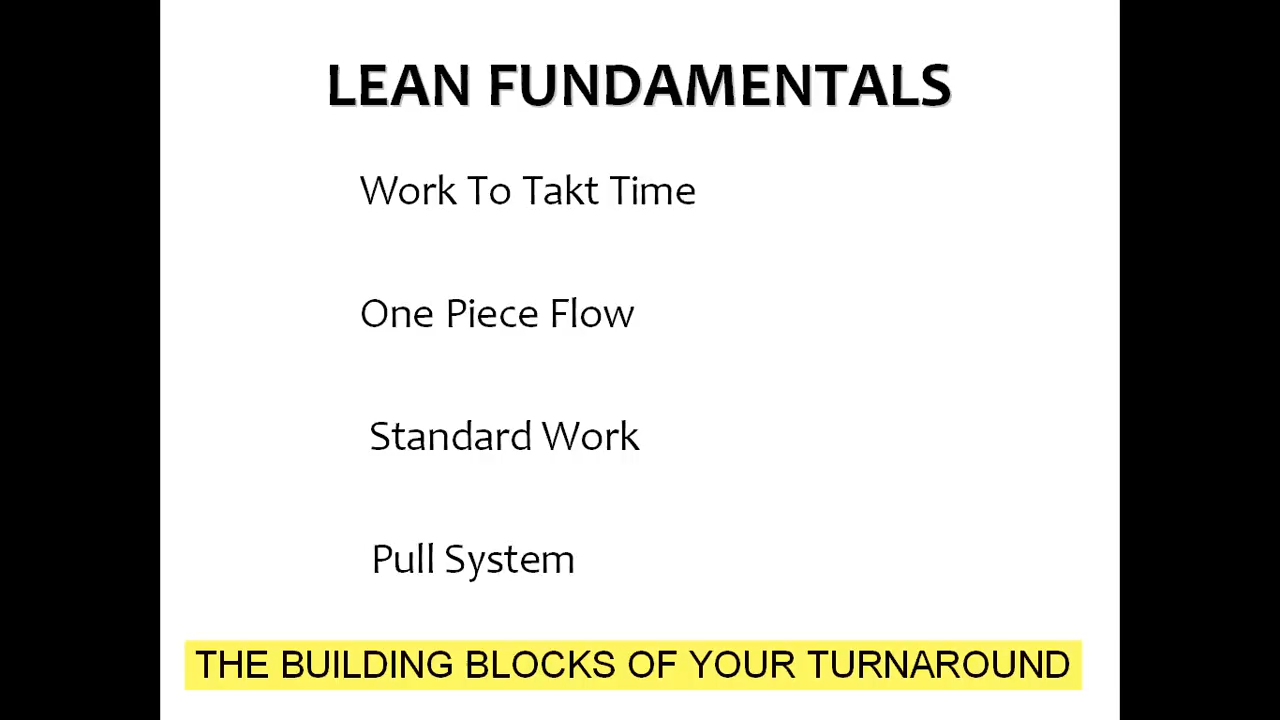 LEAN FUNDAMENTALS
Work To Takt Time
One Piece Flow
Standard Work
Pull System
THE BUILDING BLOCKS OF YOUR TURNAROUND